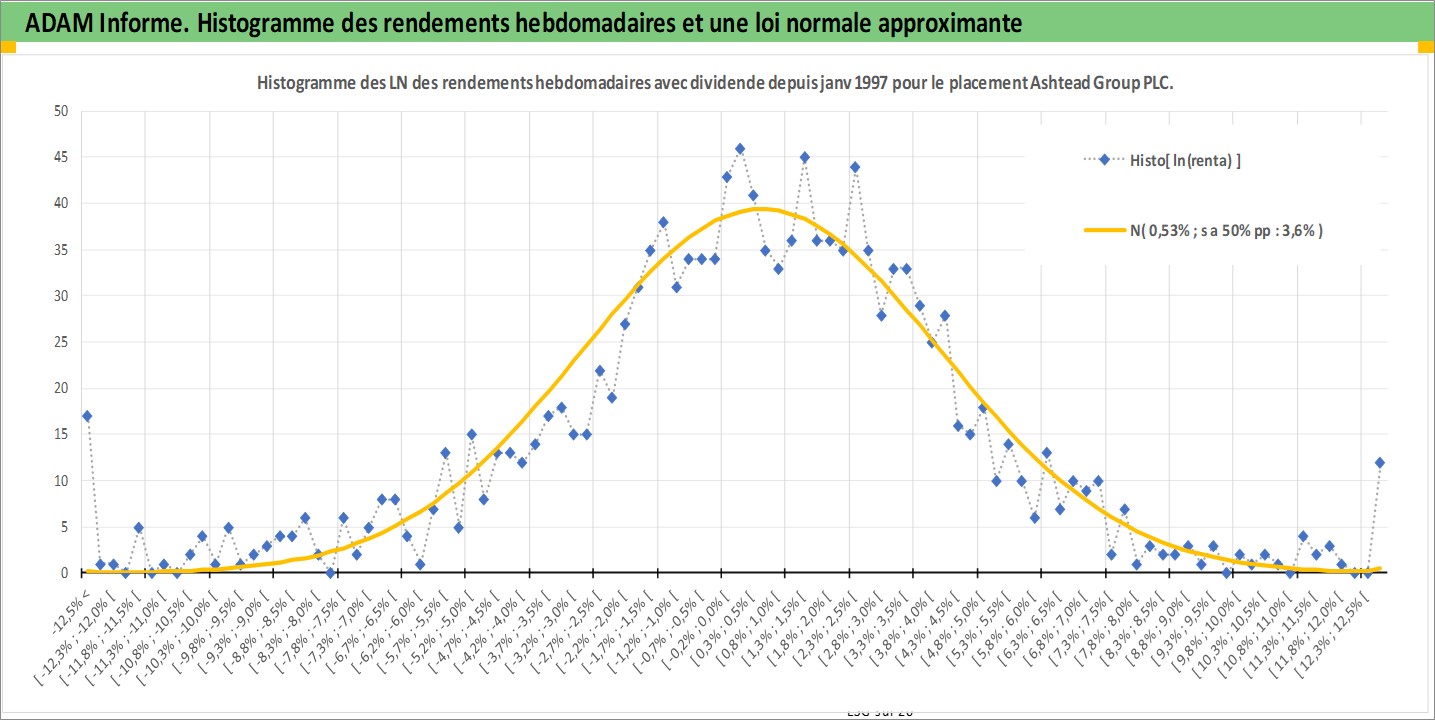 ADAM Informe. Histogramme des rendements hebdomadaires et une loi normale approximante
Histogramme des LN des rendements hebdomadaires avec dividende depuis janv 1997 pour le placement Ashtead Group PLC.
50
45
40
35
30
25
20
15
10
5
0
Histo[ ln(renta) ]
N( 0,53% ; s a 50% pp : 3,6% )
-12,5% <
[ -12,3% ; -12,0% [
[ -11,8% ; -11,5% [
[ -11,3% ; -11,0% [
[ -10,8% ; -10,5% [
[ -10,3% ; -10,0% [
[ -9,8% ; -9,5% [
[ -9,3% ; -9,0% [
[ -8,8% ; -8,5% [
[ -8,3% ; -8,0% [
[ -7,8% ; -7,5% [
[ -7,3% ; -7,0% [
[ -6,7% ; -6,5% [
[ -6,2% ; -6,0% [
[ -5,7% ; -5,5% [
[ -5,2% ; -5,0% [
[ -4,7% ; -4,5% [
[ -4,2% ; -4,0% [
[ -3,7% ; -3,5% [
[ -3,2% ; -3,0% [
[ -2,7% ; -2,5% [
[ -2,2% ; -2,0% [
[ -1,7% ; -1,5% [
[ -1,2% ; -1,0% [
[ -0,7% ; -0,5% [
[ -0,2% ; 0,0% [
[ 0,3% ; 0,5% [
[ 0,8% ; 1,0% [
[ 1,3% ; 1,5% [
[ 1,8% ; 2,0% [
[ 2,3% ; 2,5% [
[ 2,8% ; 3,0% [
[ 3,3% ; 3,5% [
[ 3,8% ; 4,0% [
[ 4,3% ; 4,5% [
[ 4,8% ; 5,0% [
[ 5,3% ; 5,5% [
[ 5,8% ; 6,0% [
[ 6,3% ; 6,5% [
[ 6,8% ; 7,0% [
[ 7,3% ; 7,5% [
[ 7,8% ; 8,0% [
[ 8,3% ; 8,5% [
[ 8,8% ; 9,0% [
[ 9,3% ; 9,5% [
[ 9,8% ; 10,0% [
[ 10,3% ; 10,5% [
[ 10,8% ; 11,0% [
[ 11,3% ; 11,5% [
[ 11,8% ; 12,0% [
[ 12,3% ; 12,5% [